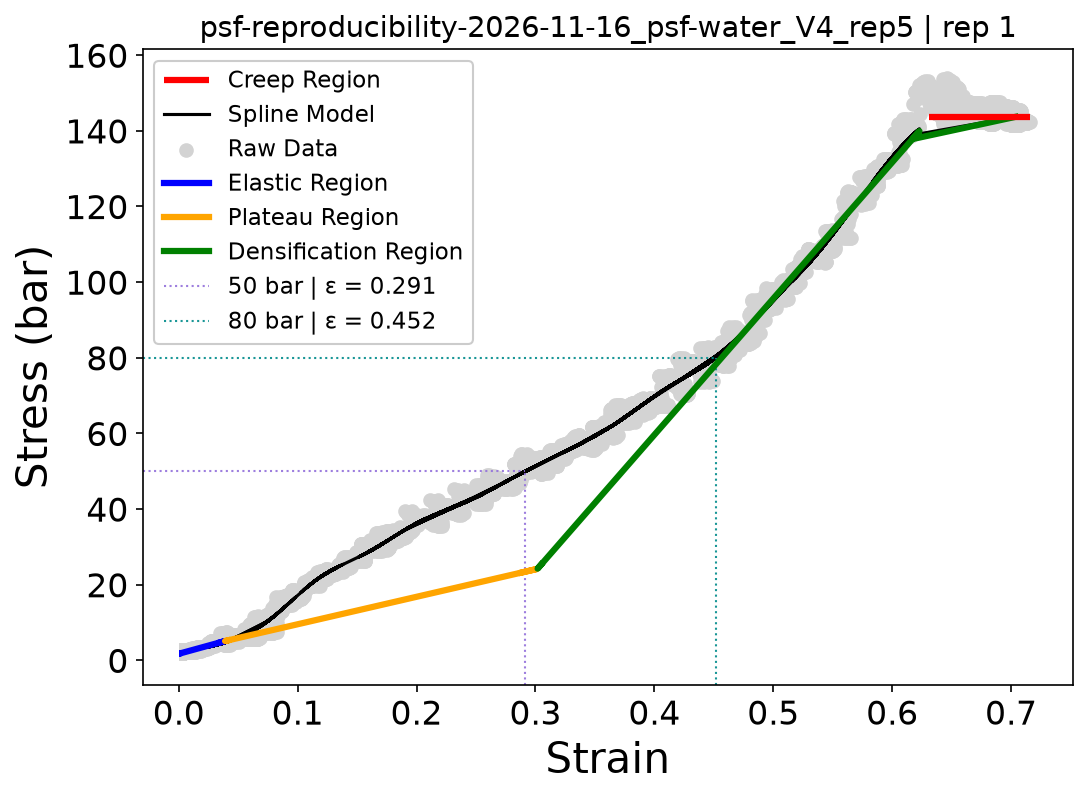 psf-reproducibility-2026-11-16_psf-water_V4_rep5 | rep 1
Creep Region
Spline Model
Raw Data
Elastic Region
Plateau Region
Densification Region
50 bar | ε = 0.291
80 bar | ε = 0.452
Stress (bar)
160
140
120
100
80
60
40
20
0
0.0 0.1 0.2 0.3 0.4 0.5 0.6 0.7
Strain